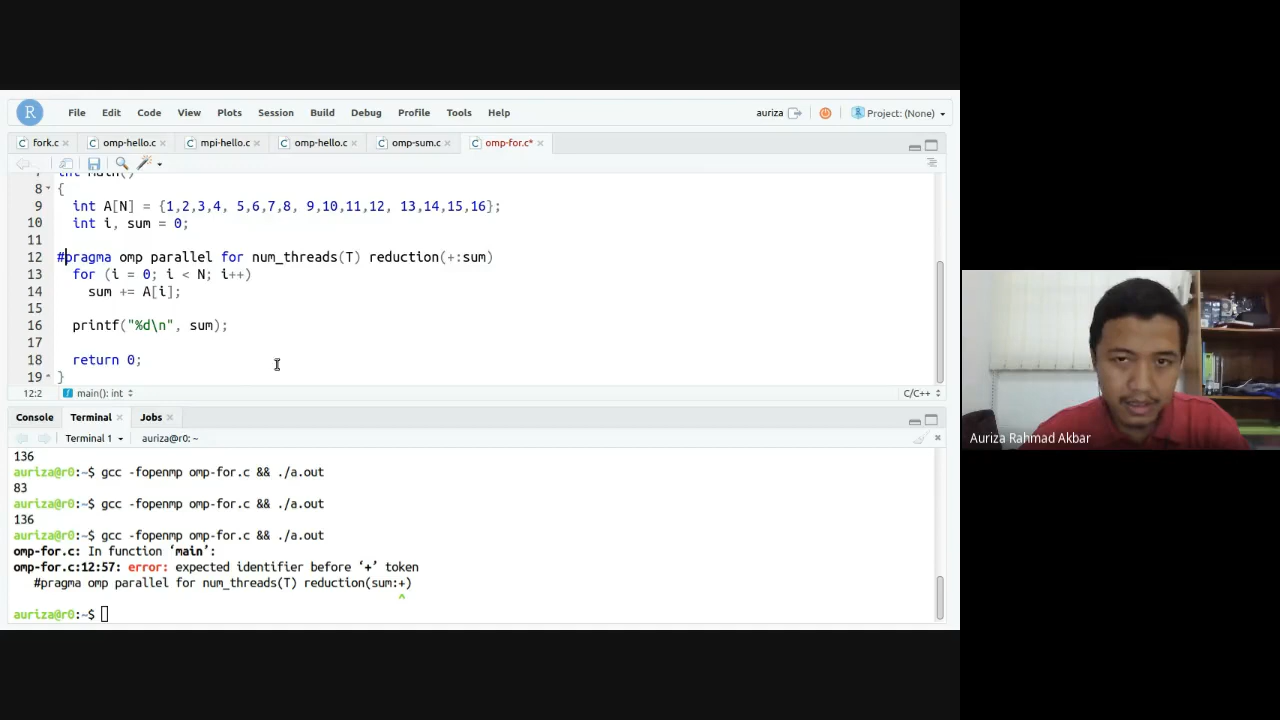 R File Edit Code View Plots Session Build Debug Profile Tools Help auriza Project: (None)
fork.c omp-hello.c mpi-hello.c omp-hello.c omp-sum.c omp-for.c*
int main()
8 {
9 int A[N] = {1,2,3,4, 5,6,7,8, 9,10,11,12, 13,14,15,16};
10 int i, sum = 0;
11
12 #pragma omp parallel for num_threads(T) reduction(+:sum)
13 for (i = 0; i < N; i++)
14 sum += A[i];
15
16 printf("%d\n", sum);
17
18 return 0;
19 }
12:2 main(): int C/C++
Console Terminal Jobs
Terminal 1 auriza@r0: ~
136
auriza@r0:~$ gcc -fopenmp omp-for.c && ./a.out
83
auriza@r0:~$ gcc -fopenmp omp-for.c && ./a.out
136
auriza@r0:~$ gcc -fopenmp omp-for.c && ./a.out
omp-for.c: In function ‘main’:
omp-for.c:12:57: error: expected identifier before ‘+’ token
#pragma omp parallel for num_threads(T) reduction(sum:+)
^
auriza@r0:~$
Auriza Rahmad Akbar